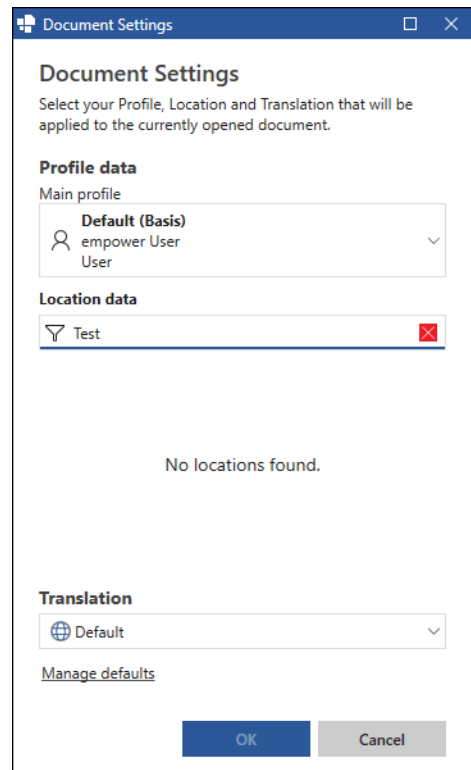 Document Settings
Document Settings
Select your Profile, Location and Translation that will be
applied to the currently opened document.
Profile data
Main profile
Default (Basis)
empower User
User
Location data
Test
No locations found.
Translation
Default
Manage defaults
OK
Cancel